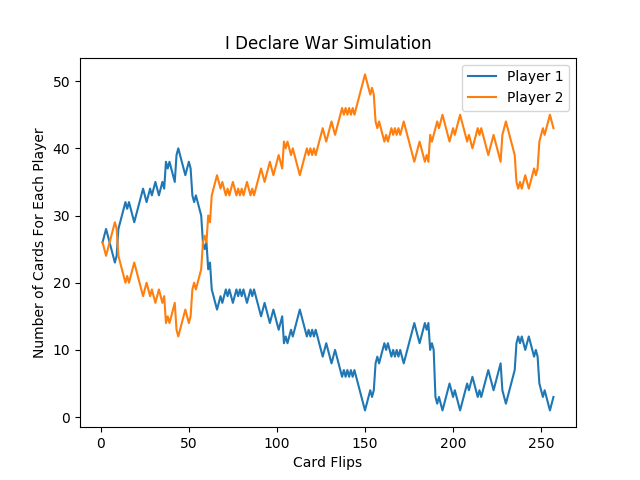 I Declare War Simulation
Player 1
Player 2
Number of Cards For Each Player
50
40
30
20
10
0
0 50 100 150 200 250
Card Flips